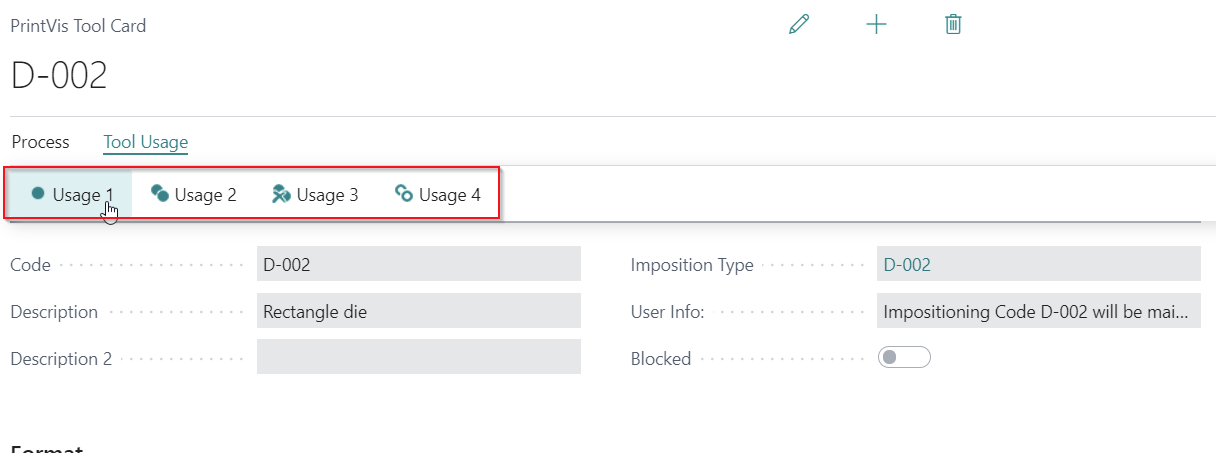 PrintVis Tool Card
D-002
Process Tool Usage
Usage 1 Usage 2 Usage 3 Usage 4
Code D-002 Imposition Type D-002
Description Rectangle die User Info: Impositioning Code D-002 will be mai...
Description 2 Blocked
Format